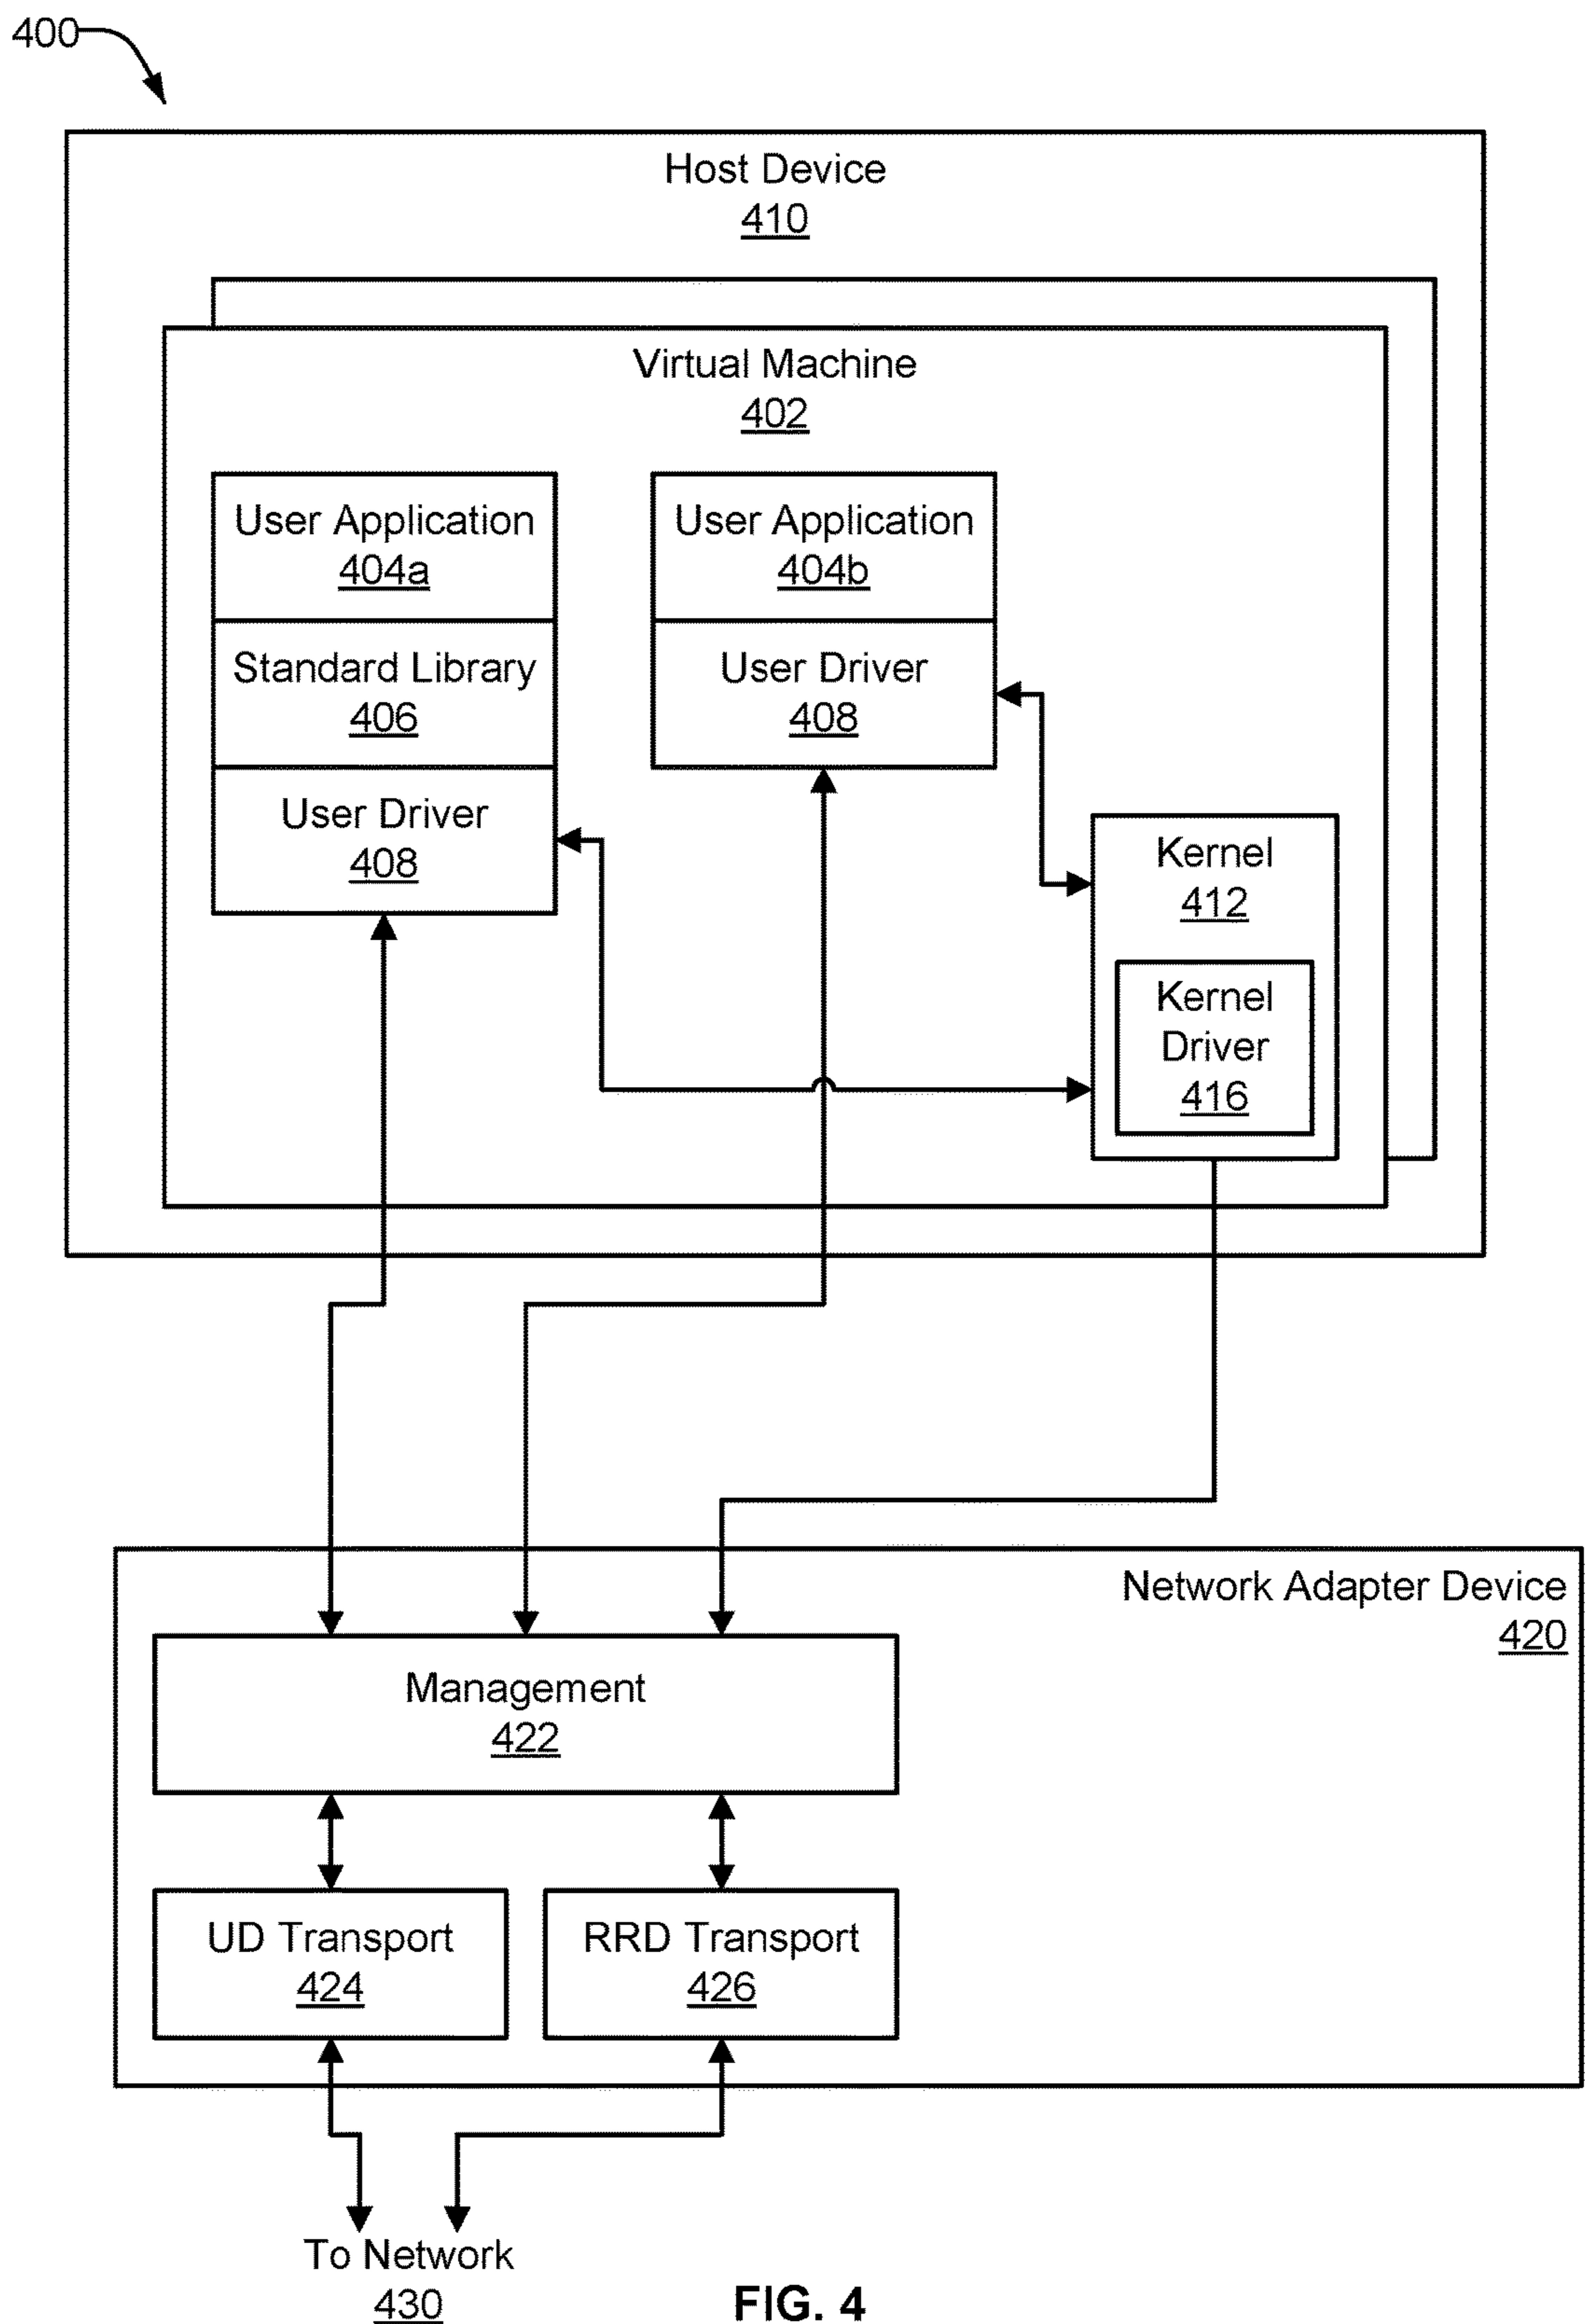 400
Host Device
410
Virtual Machine
402
User Application
404a
Standard Library
406
User Driver
408
User Application
404b
User Driver
408
Kernel
412
Kernel
Driver
416
Network Adapter Device
420
Management
422
UD Transport
424
RRD Transport
426
To Network
430
FIG. 4